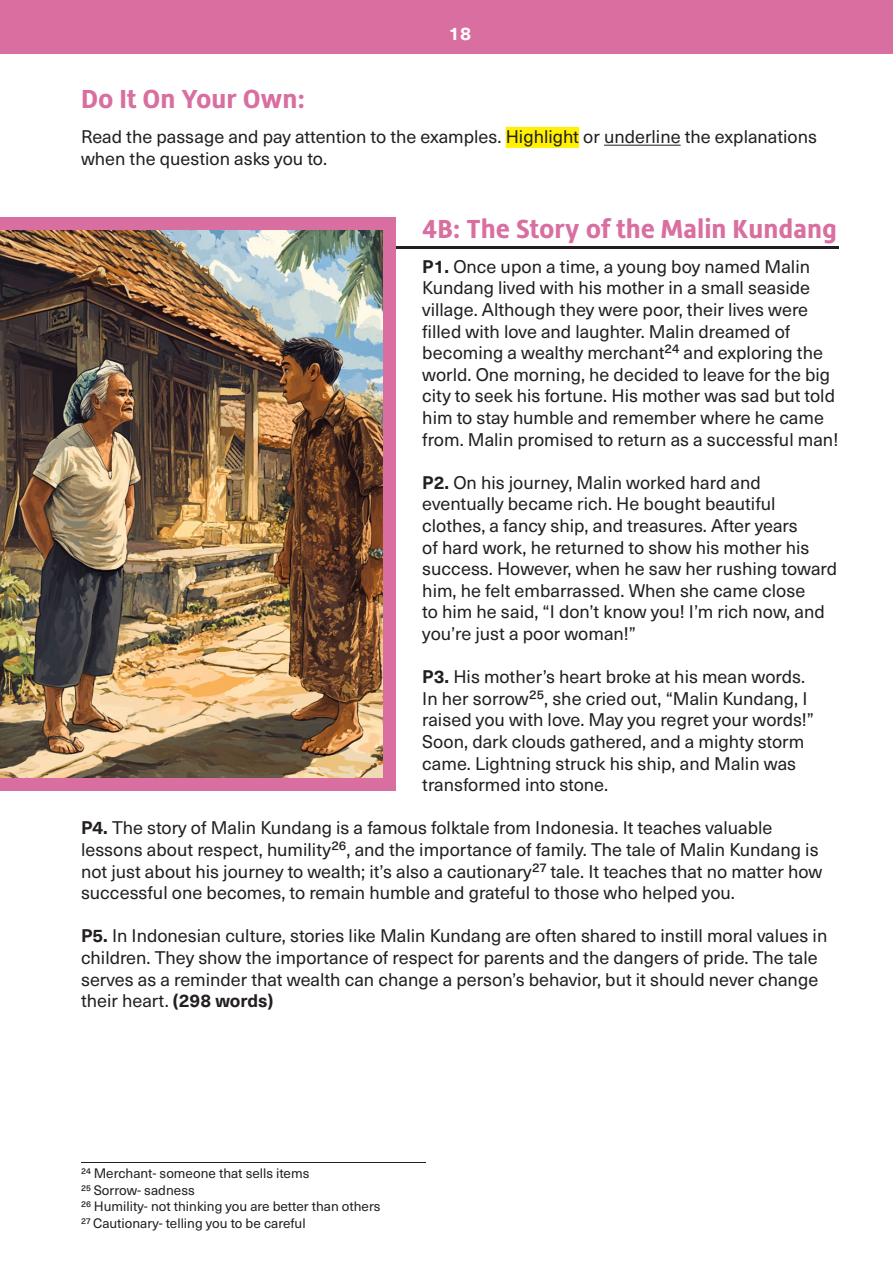 18
Do It On Your Own:
Read the passage and pay attention to the examples. Highlight or underline the explanations
when the question asks you to.
4B: The Story of the Malin Kundang
P1. Once upon a time, a young boy named Malin
Kundang lived with his mother in a small seaside
village. Although they were poor, their lives were
filled with love and laughter. Malin dreamed of
becoming a wealthy merchant²⁴ and exploring the
world. One morning, he decided to leave for the big
city to seek his fortune. His mother was sad but told
him to stay humble and remember where he came
from. Malin promised to return as a successful man!
P2. On his journey, Malin worked hard and
eventually became rich. He bought beautiful
clothes, a fancy ship, and treasures. After years
of hard work, he returned to show his mother his
success. However, when he saw her rushing toward
him, he felt embarrassed. When she came close
to him he said, “I don’t know you! I’m rich now, and
you’re just a poor woman!”
P3. His mother’s heart broke at his mean words.
In her sorrow²⁵, she cried out, “Malin Kundang, I
raised you with love. May you regret your words!”
Soon, dark clouds gathered, and a mighty storm
came. Lightning struck his ship, and Malin was
transformed into stone.
P4. The story of Malin Kundang is a famous folktale from Indonesia. It teaches valuable
lessons about respect, humility²⁶, and the importance of family. The tale of Malin Kundang is
not just about his journey to wealth; it’s also a cautionary²⁷ tale. It teaches that no matter how
successful one becomes, to remain humble and grateful to those who helped you.
P5. In Indonesian culture, stories like Malin Kundang are often shared to instill moral values in
children. They show the importance of respect for parents and the dangers of pride. The tale
serves as a reminder that wealth can change a person’s behavior, but it should never change
their heart. (298 words)
²⁴ Merchant- someone that sells items
²⁵ Sorrow- sadness
²⁶ Humility- not thinking you are better than others
²⁷ Cautionary- telling you to be careful